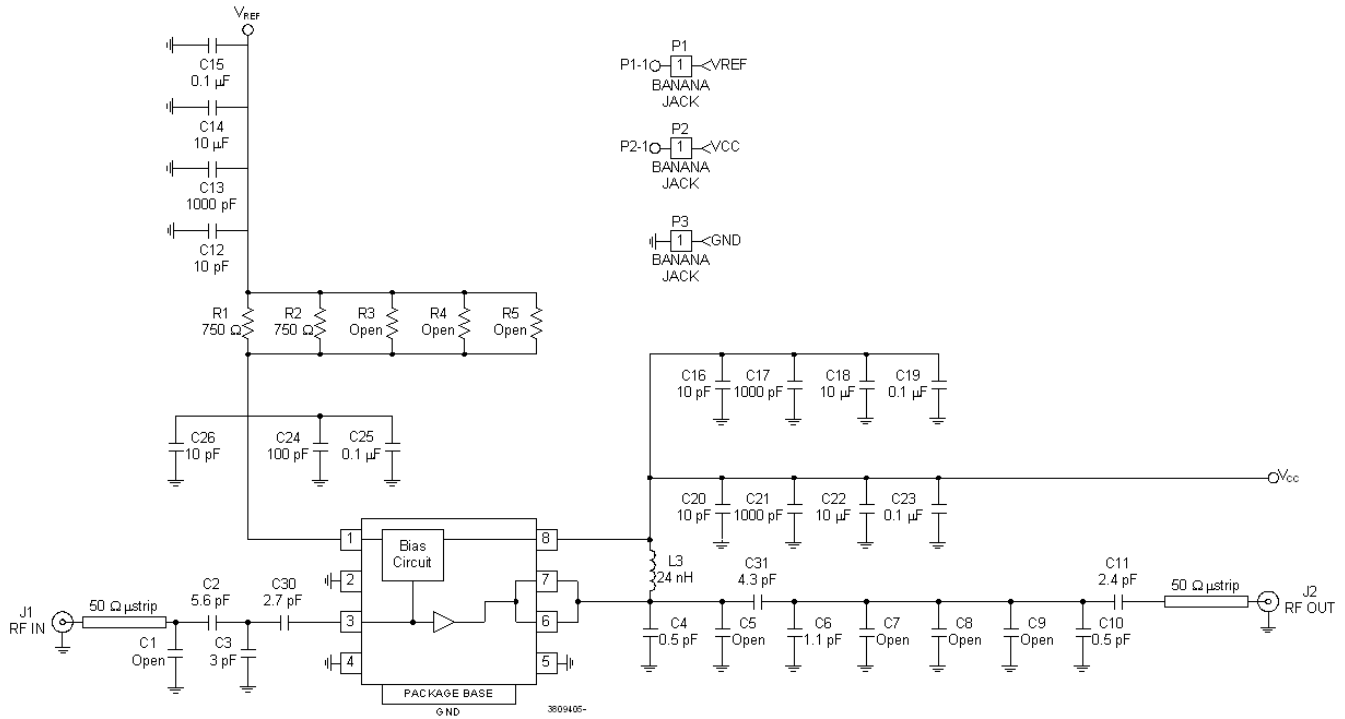 VREF
C15
0.1 µF
C14
10 µF
C13
1000 pF
C12
10 pF
P1
P1-1 1 VREF
BANANA
JACK
P2
P2-1 1 VCC
BANANA
JACK
P3
1 GND
BANANA
JACK
R1
750 Ω
R2
750 Ω
R3
Open
R4
Open
R5
Open
C16
10 pF
C17
1000 pF
C18
10 µF
C19
0.1 µF
C26
10 pF
C24
100 pF
C25
0.1 µF
VCC
C20
10 pF
C21
1000 pF
C22
10 µF
C23
0.1 µF
1
Bias
Circuit
8
2
7
3
6
4
5
L3
24 nH
J1
RF IN
50 Ω µstrip
C2
5.6 pF
C30
2.7 pF
C1
Open
C3
3 pF
C31
4.3 pF
C11
2.4 pF
50 Ω µstrip
J2
RF OUT
C4
0.5 pF
C5
Open
C6
1.1 pF
C7
Open
C8
Open
C9
Open
C10
0.5 pF
PACKAGE BASE
GND
3809405-